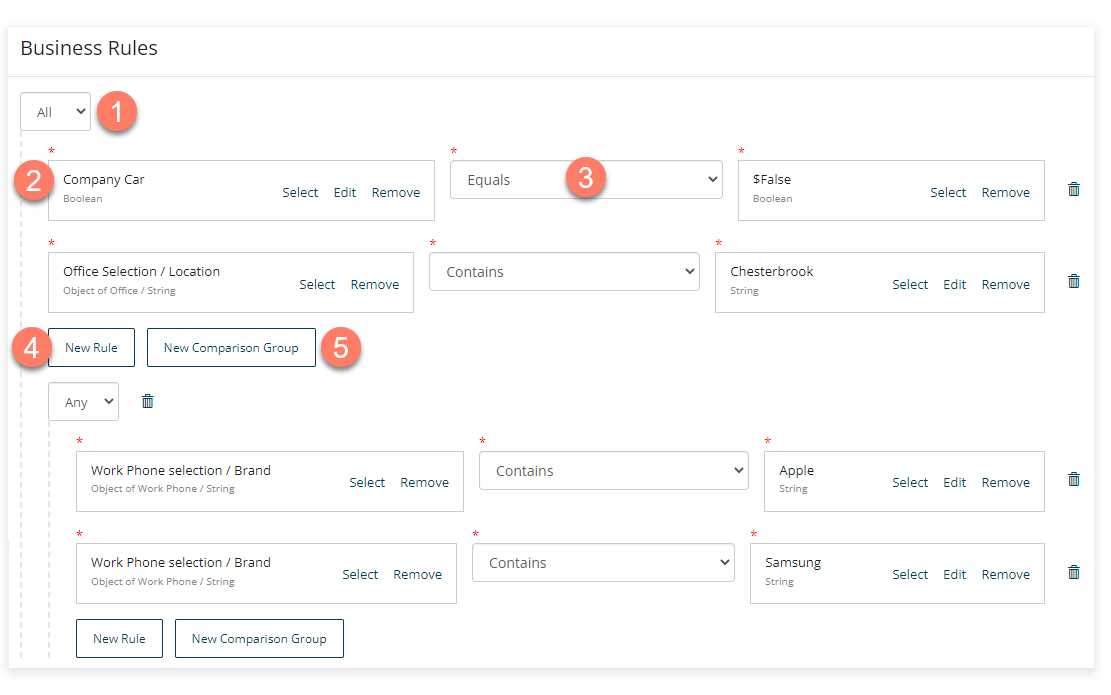 Business Rules
All 1
* * *
2 Company Car Select Edit Remove Equals 3 $False Select Remove
Boolean Boolean
* * *
Office Selection / Location Select Remove Contains Chesterbrook Select Edit Remove
Object of Office / String String
4 New Rule New Comparison Group 5
Any
* * *
Work Phone selection / Brand Select Remove Contains Apple Select Edit Remove
Object of Work Phone / String String
* * *
Work Phone selection / Brand Select Remove Contains Samsung Select Edit Remove
Object of Work Phone / String String
New Rule New Comparison Group